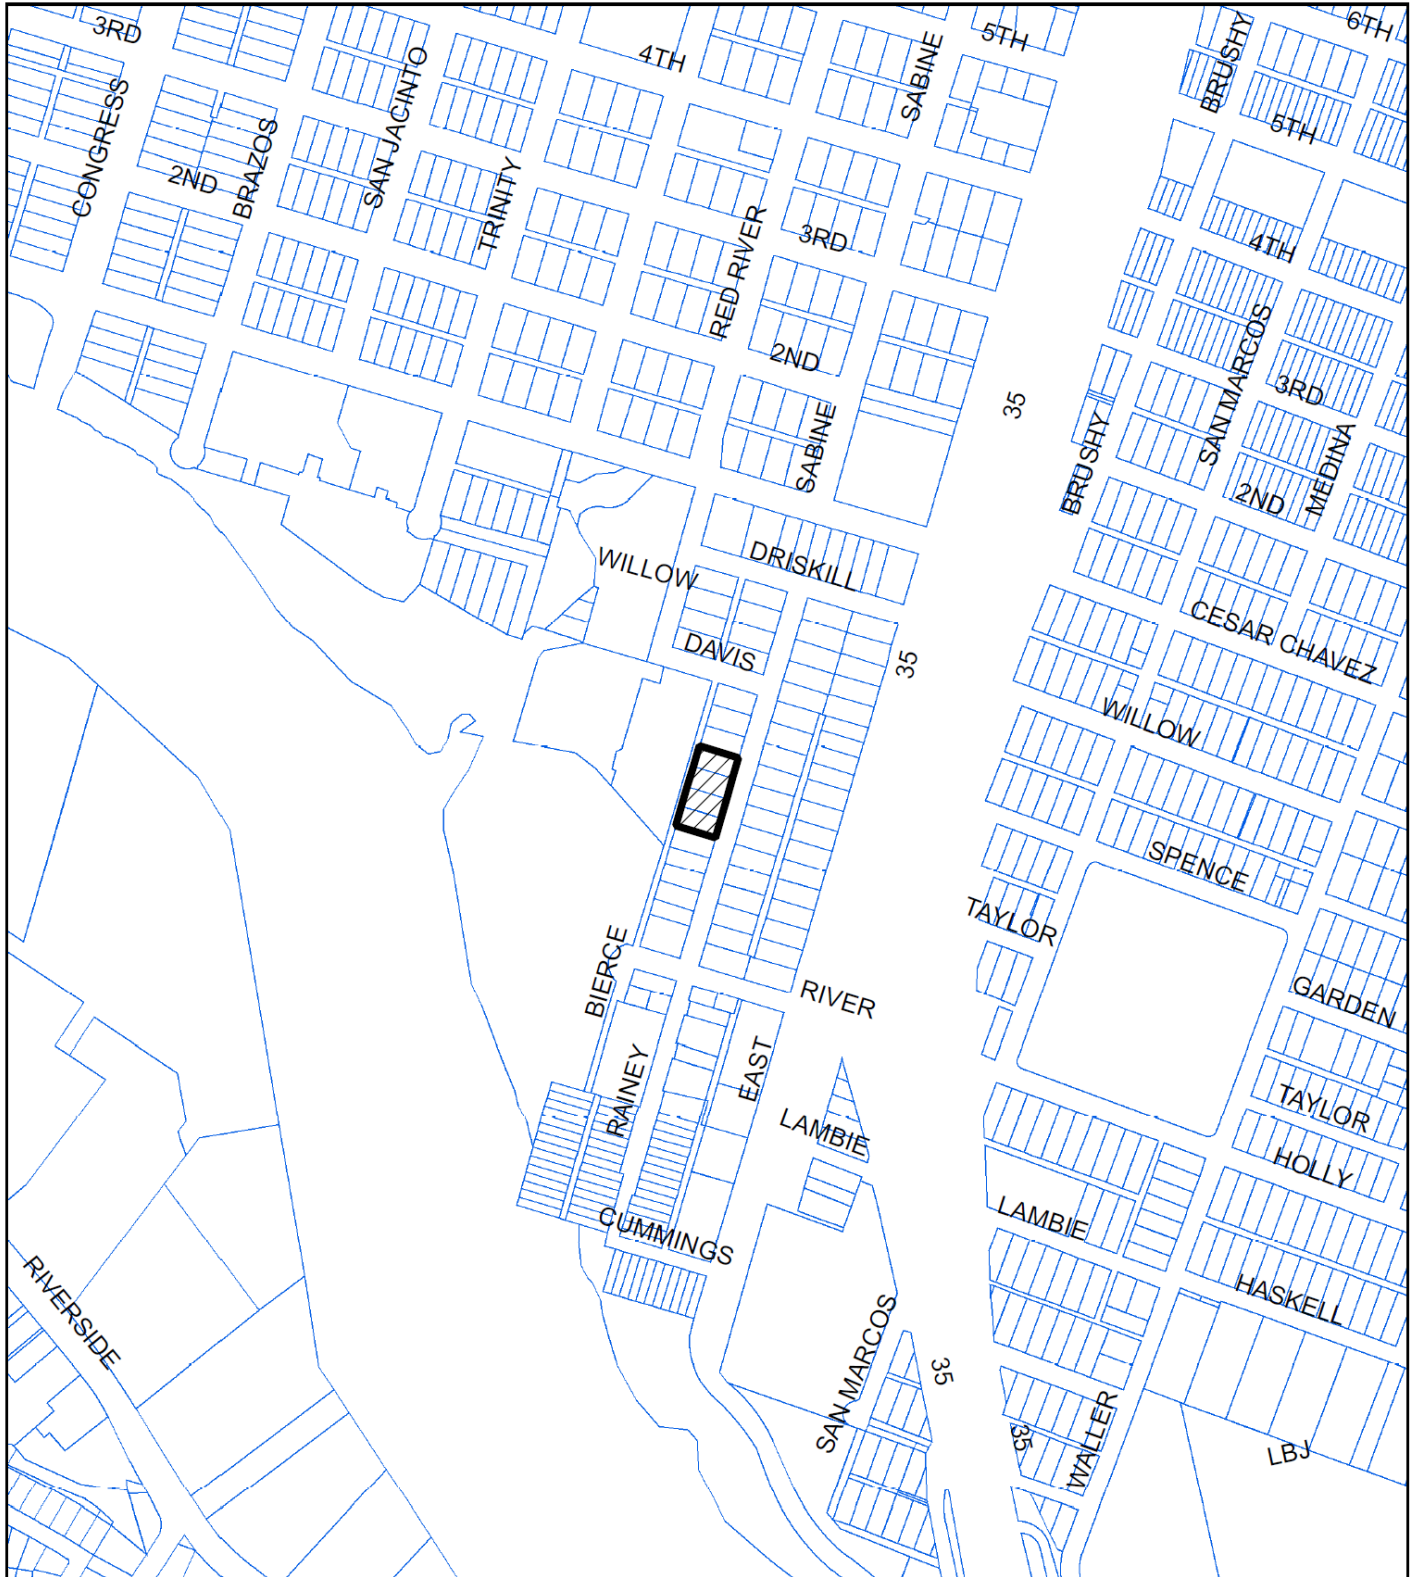 3RD
4TH
5TH
6TH
BRUSHY
SABINE
SAN JACINTO
CONGRESS
5TH
BRAZOS
2ND
TRINITY
RED RIVER
3RD
4TH
2ND
SAN MARCOS
3RD
35
SABINE
BRUSHY
MEDINA
2ND
DRISKILL
WILLOW
CESAR CHAVEZ
DAVIS
35
WILLOW
SPENCE
TAYLOR
BIERCE
RIVER
GARDEN
RAINEY
EAST
LAMBIE
TAYLOR
HOLLY
LAMBIE
CUMMINGS
RIVERSIDE
HASKELL
SAN MARCOS
35
35
WALLER
LBJ